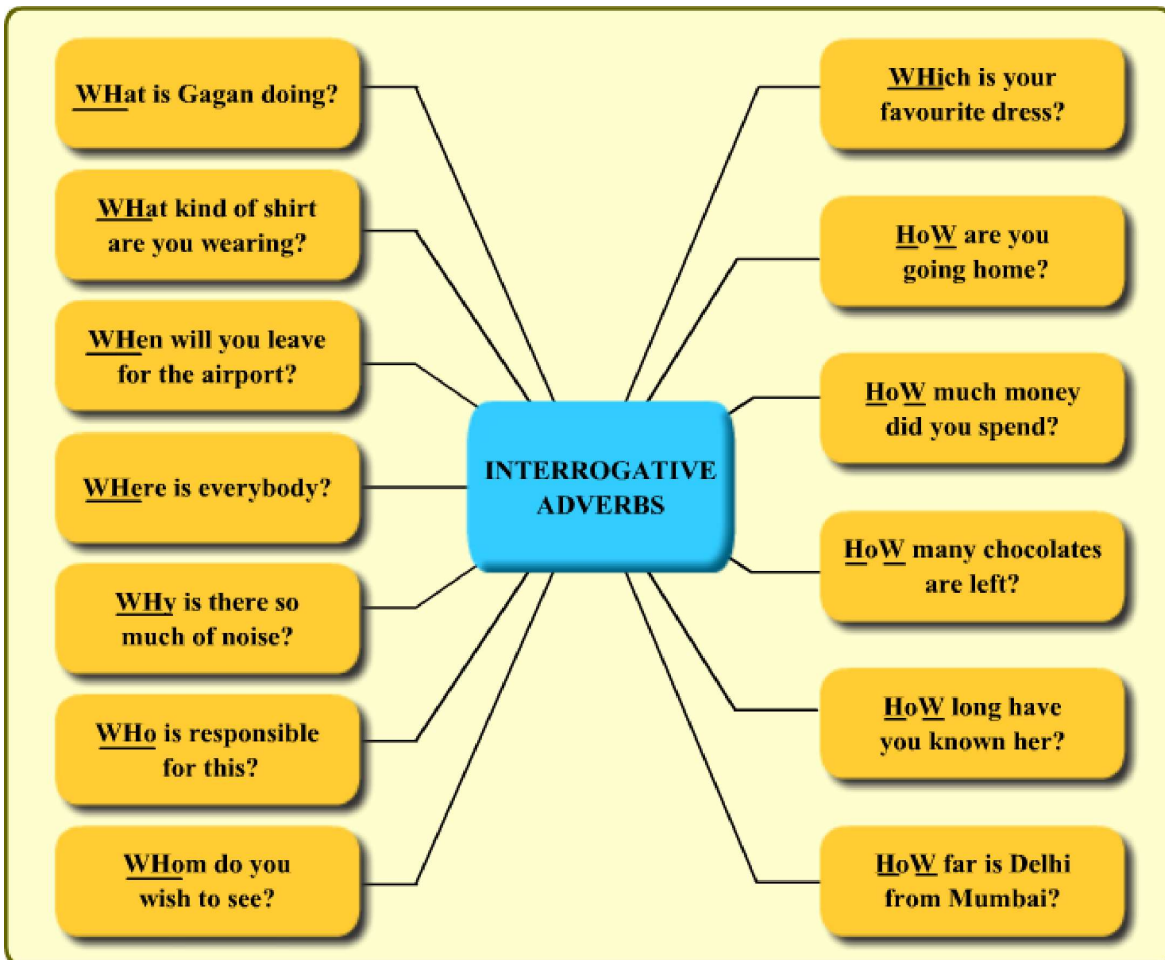 WHat is Gagan doing?
WHat kind of shirt
are you wearing?
WHen will you leave
for the airport?
WHere is everybody?
WHy is there so
much of noise?
WHo is responsible
for this?
WHom do you
wish to see?
INTERROGATIVE
ADVERBS
WHich is your
favourite dress?
HoW are you
going home?
HoW much money
did you spend?
HoW many chocolates
are left?
HoW long have
you known her?
HoW far is Delhi
from Mumbai?